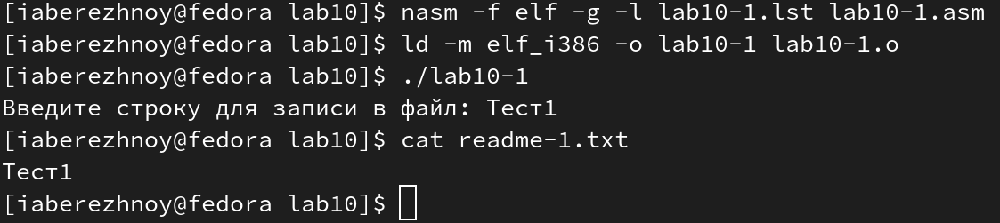 [iaberezhnoy@fedora lab10]$ nasm -f elf -g -l lab10-1.lst lab10-1.asm
[iaberezhnoy@fedora lab10]$ ld -m elf_i386 -o lab10-1 lab10-1.o
[iaberezhnoy@fedora lab10]$ ./lab10-1
Введите строку для записи в файл: Тест1
[iaberezhnoy@fedora lab10]$ cat readme-1.txt
Тест1
[iaberezhnoy@fedora lab10]$